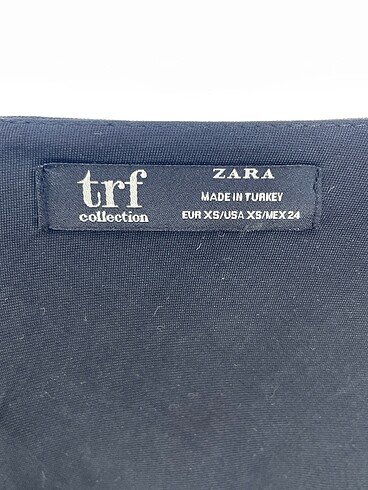 trf
collection
ZARA
MADE IN TURKEY
EUR XS/USA XS/MEX 24